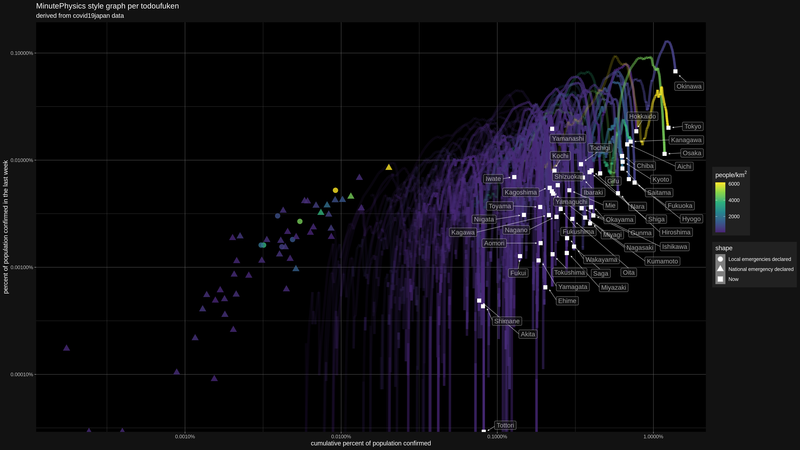 MinutePhysics style graph per todoufuken
derived from covid19japan data
percent of population confirmed in the last week
0.10000%
0.01000%
0.00100%
0.00010%
0.0010%
0.0100%
0.1000%
1.0000%
cumulative percent of population confirmed
Okinawa
Hokkaido
Tokyo
Yamanashi
Kanagawa
Tochigi
Osaka
Kochi
Chiba
Aichi
Iwate
Shizuoka
Gifu
Kyoto
Kagoshima
Ibaraki
Saitama
Yamaguchi
Mie
Nara
Fukuoka
Toyama
Niigata
Okayama
Shiga
Hyogo
Kagawa
Nagano
Fukushima
Miyagi
Gunma
Hiroshima
Aomori
Nagasaki
Ishikawa
Wakayama
Kumamoto
Fukui
Tokushima
Saga
Oita
Yamagata
Miyazaki
Ehime
Shimane
Akita
Tottori
people/km²
6000
4000
2000
shape
Local emergencies declared
National emergency declared
Now